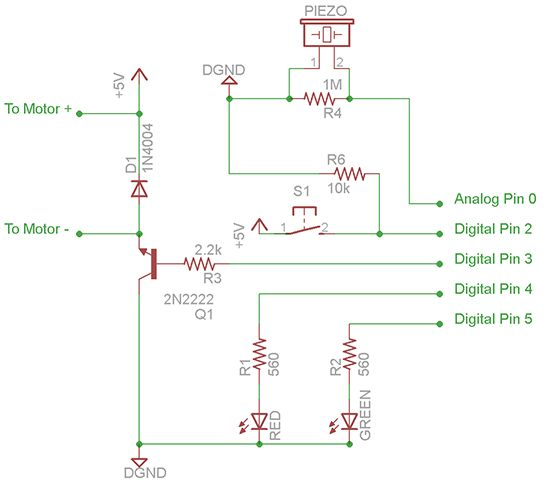 PIEZO
1 2
DGND
+5V
1M
R4
To Motor +
D1
1N4004
R6
10k
S1
Analog Pin 0
To Motor -
+5V
1 2
Digital Pin 2
2.2k
R3
Digital Pin 3
2N2222
Q1
Digital Pin 4
Digital Pin 5
R1
560
R2
560
RED
GREEN
DGND